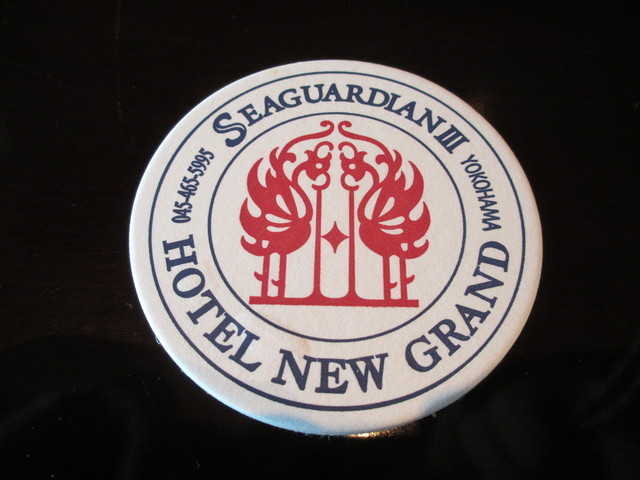 SEAGUARDIAN III
045-465-5995
YOKOHAMA
HOTEL NEW GRAND